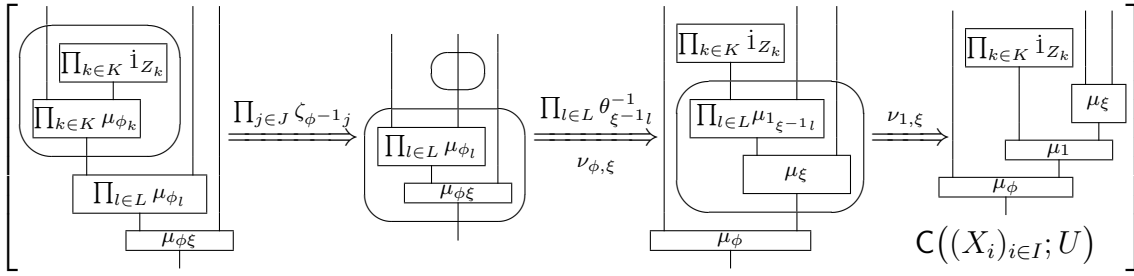 ∏_{k∈K} i_{Z_k}
∏_{k∈K} μ_{φ_k}
∏_{l∈L} μ_{φ_l}
μ_{φξ}
∏_{j∈J} ζ_{φ^{-1}j}
∏_{l∈L} μ_{φ_l}
μ_{φξ}
∏_{l∈L} θ^{-1}_{ξ^{-1}l}
ν_{φ,ξ}
∏_{k∈K} i_{Z_k}
∏_{l∈L} μ_{1_{ξ^{-1}l}}
μ_ξ
μ_φ
ν_{1,ξ}
∏_{k∈K} i_{Z_k}
μ_ξ
μ_1
μ_φ
C((X_i)_{i∈I}; U)